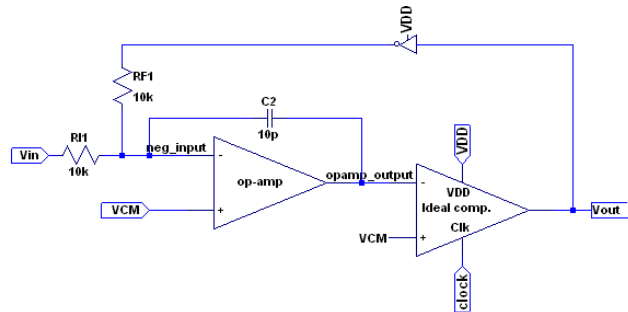 VDD
RF1
10k
C2
10p
RI1
10k
Vin
neg_input
-
op-amp
+
VCM
opamp_output
VDD
-
VDD
Ideal comp.
Clk
+
VCM
Vout
clock